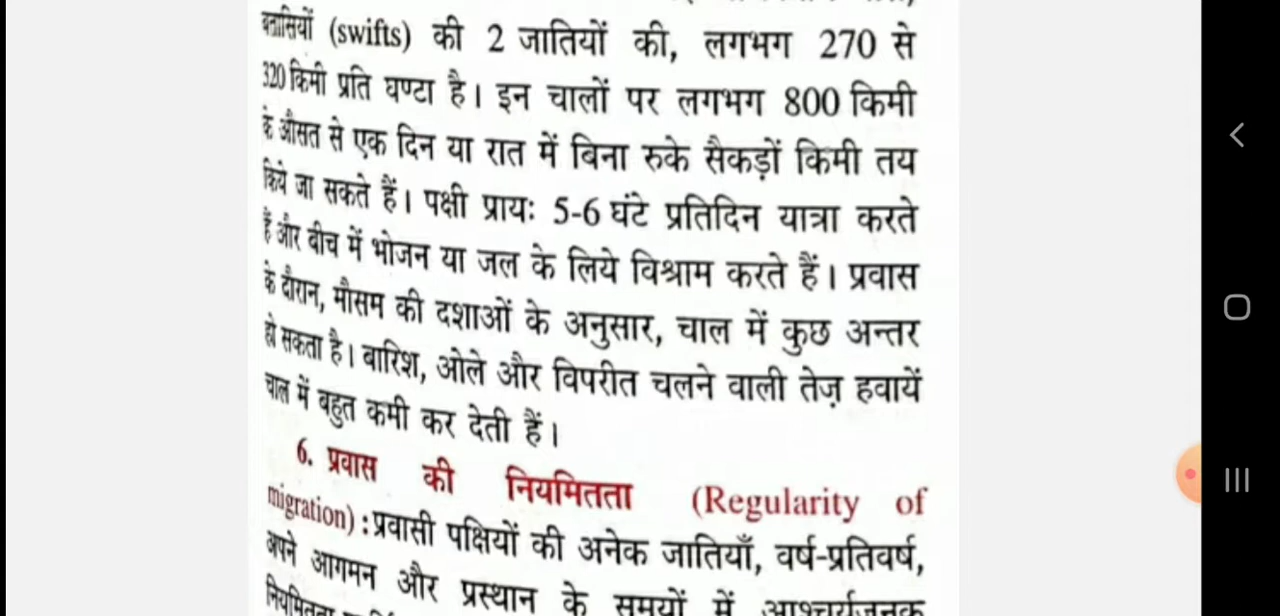 बतासियों (swifts) की 2 जातियों की, लगभग 270 से
320 किमी प्रति घण्टा है। इन चालों पर लगभग 800 किमी
के औसत से एक दिन या रात में बिना रुके सैकड़ों किमी तय
किये जा सकते हैं। पक्षी प्रायः 5-6 घंटे प्रतिदिन यात्रा करते
हैं और बीच में भोजन या जल के लिये विश्राम करते हैं। प्रवास
के दौरान, मौसम की दशाओं के अनुसार, चाल में कुछ अन्तर
हो सकता है। बारिश, ओले और विपरीत चलने वाली तेज़ हवायें
चाल में बहुत कमी कर देती हैं।
6. प्रवास की नियमितता (Regularity of
migration) : प्रवासी पक्षियों की अनेक जातियाँ, वर्ष-प्रतिवर्ष,
अपने आगमन और प्रस्थान के समयों में आश्चर्यजनक